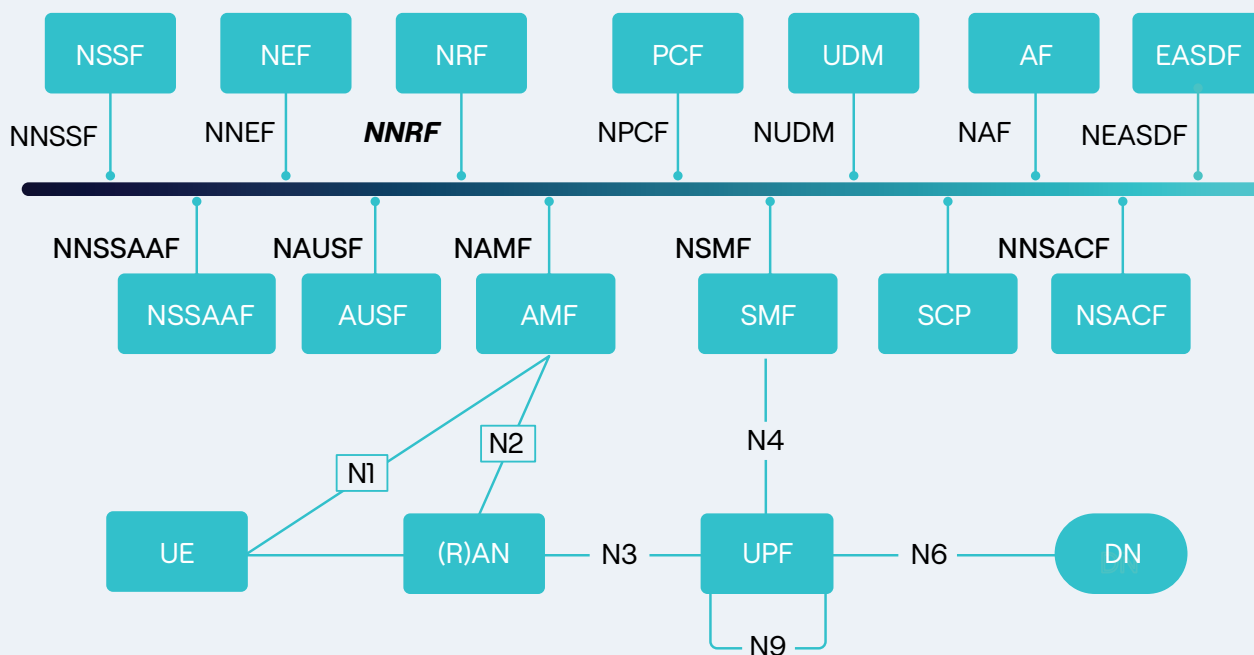 NSSF NEF NRF PCF UDM AF EASDF
NNSSF NNEF NNRF NPCF NUDM NAF NEASDF
NNSSAAF NAUSF NAMF NSMF NNSACF
NSSAAF AUSF AMF SMF SCP NSACF
N1 N2 N4
UE (R)AN N3 UPF N6 DN
N9